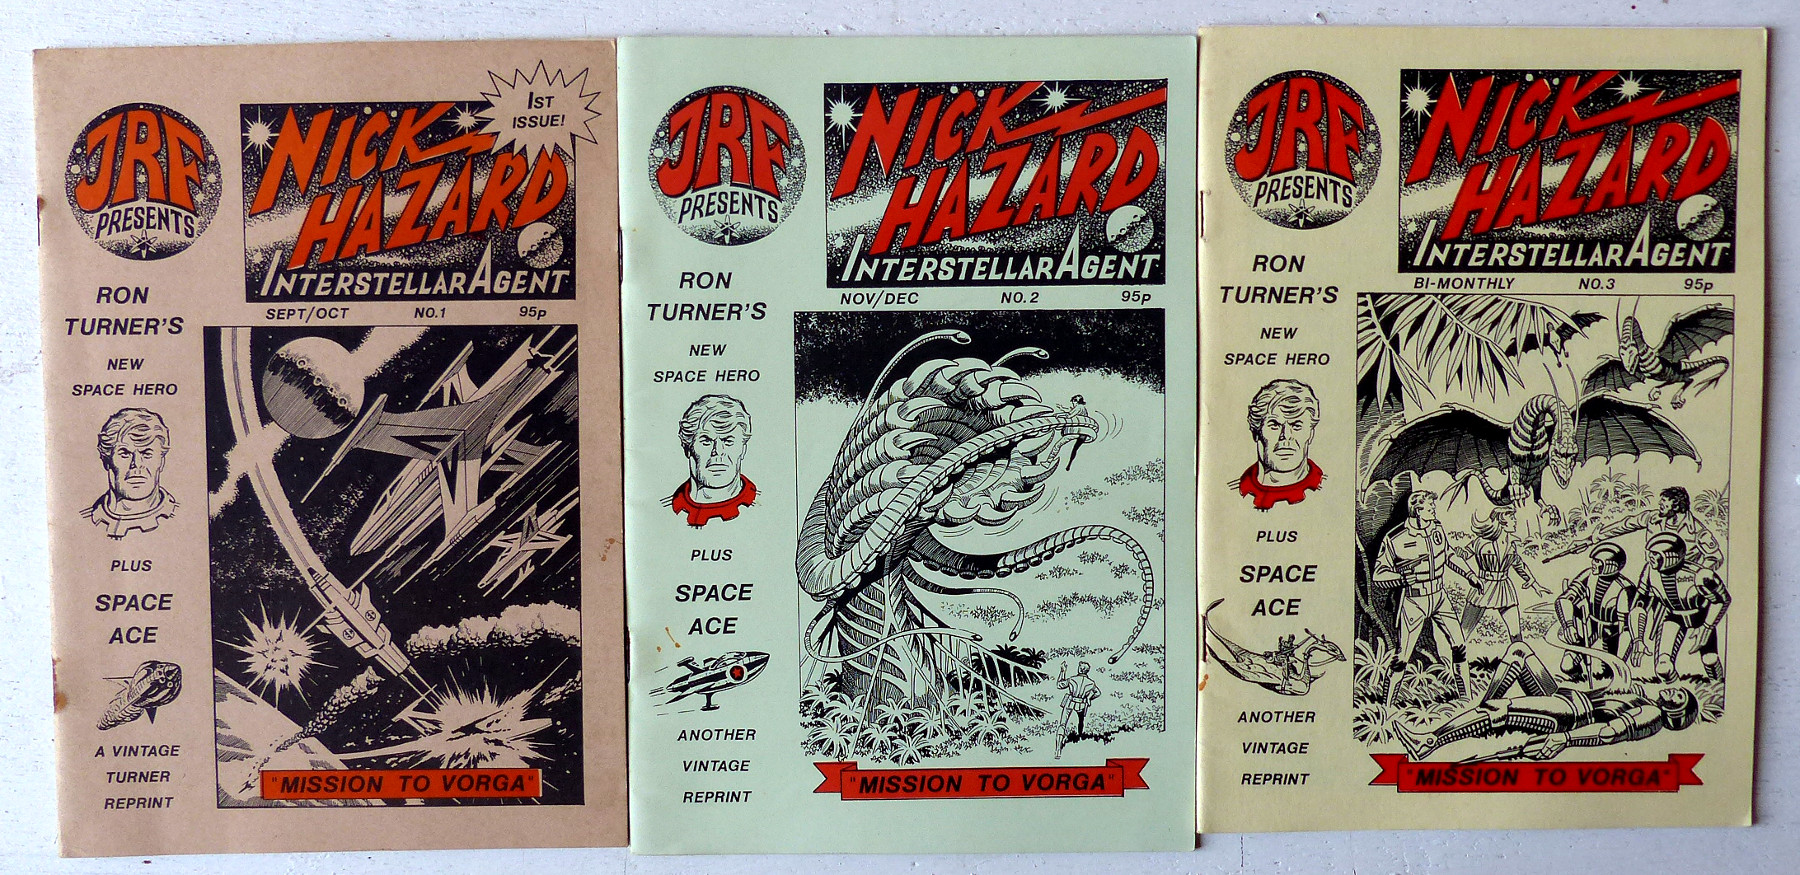 JRF
PRESENTS
NICK
HAZARD
INTERSTELLAR AGENT
1ST
ISSUE!
SEPT/OCT NO.1 95p
RON
TURNER'S
NEW
SPACE HERO
PLUS
SPACE
ACE
A VINTAGE
TURNER
REPRINT
"MISSION TO VORGA"
JRF
PRESENTS
NICK
HAZARD
INTERSTELLAR AGENT
NOV/DEC NO.2 95p
RON
TURNER'S
NEW
SPACE HERO
PLUS
SPACE
ACE
ANOTHER
VINTAGE
REPRINT
"MISSION TO VORGA"
JRF
PRESENTS
NICK
HAZARD
INTERSTELLAR AGENT
BI-MONTHLY NO.3 95p
RON
TURNER'S
NEW
SPACE HERO
PLUS
SPACE
ACE
ANOTHER
VINTAGE
REPRINT
"MISSION TO VORGA"